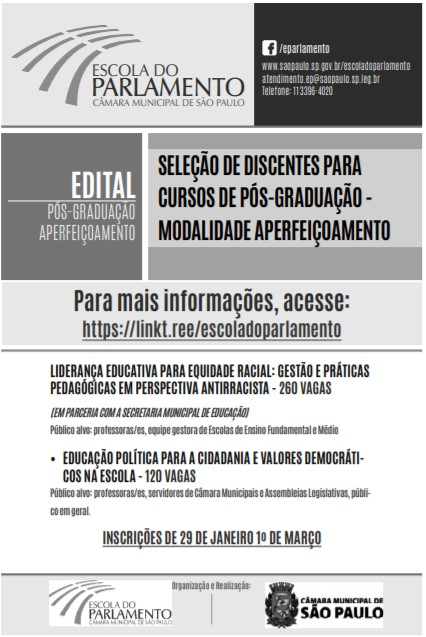 ESCOLA DO
PARLAMENTO
CÂMARA MUNICIPAL DE SÃO PAULO
f /eparlamento
www.saopaulo.sp.gov.br/escoladoparlamento
atendimento.ep@saopaulo.sp.leg.br
Telefone: 11 3396-4020
EDITAL
PÓS-GRADUAÇÃO
APERFEIÇOAMENTO
SELEÇÃO DE DISCENTES PARA
CURSOS DE PÓS-GRADUAÇÃO -
MODALIDADE APERFEIÇOAMENTO
Para mais informações, acesse:
https://linkt.ree/escoladoparlamento
LIDERANÇA EDUCATIVA PARA EQUIDADE RACIAL: GESTÃO E PRÁTICAS
PEDAGÓGICAS EM PERSPECTIVA ANTIRRACISTA - 260 VAGAS
(EM PARCERIA COM A SECRETARIA MUNICIPAL DE EDUCAÇÃO)
Público alvo: professoras/es, equipe gestora de Escolas de Ensino Fundamental e Médio
• EDUCAÇÃO POLÍTICA PARA A CIDADANIA E VALORES DEMOCRÁTI-
COS NA ESCOLA - 120 VAGAS
Público alvo: professoras/es, servidores de Câmara Municipais e Assembleias Legislativas, públi-
co em geral.
INSCRIÇÕES DE 29 DE JANEIRO 1º DE MARÇO
Organização e Realização:
ESCOLA DO
PARLAMENTO
CÂMARA MUNICIPAL DE SÃO PAULO
CÂMARA MUNICIPAL DE
SÃO PAULO